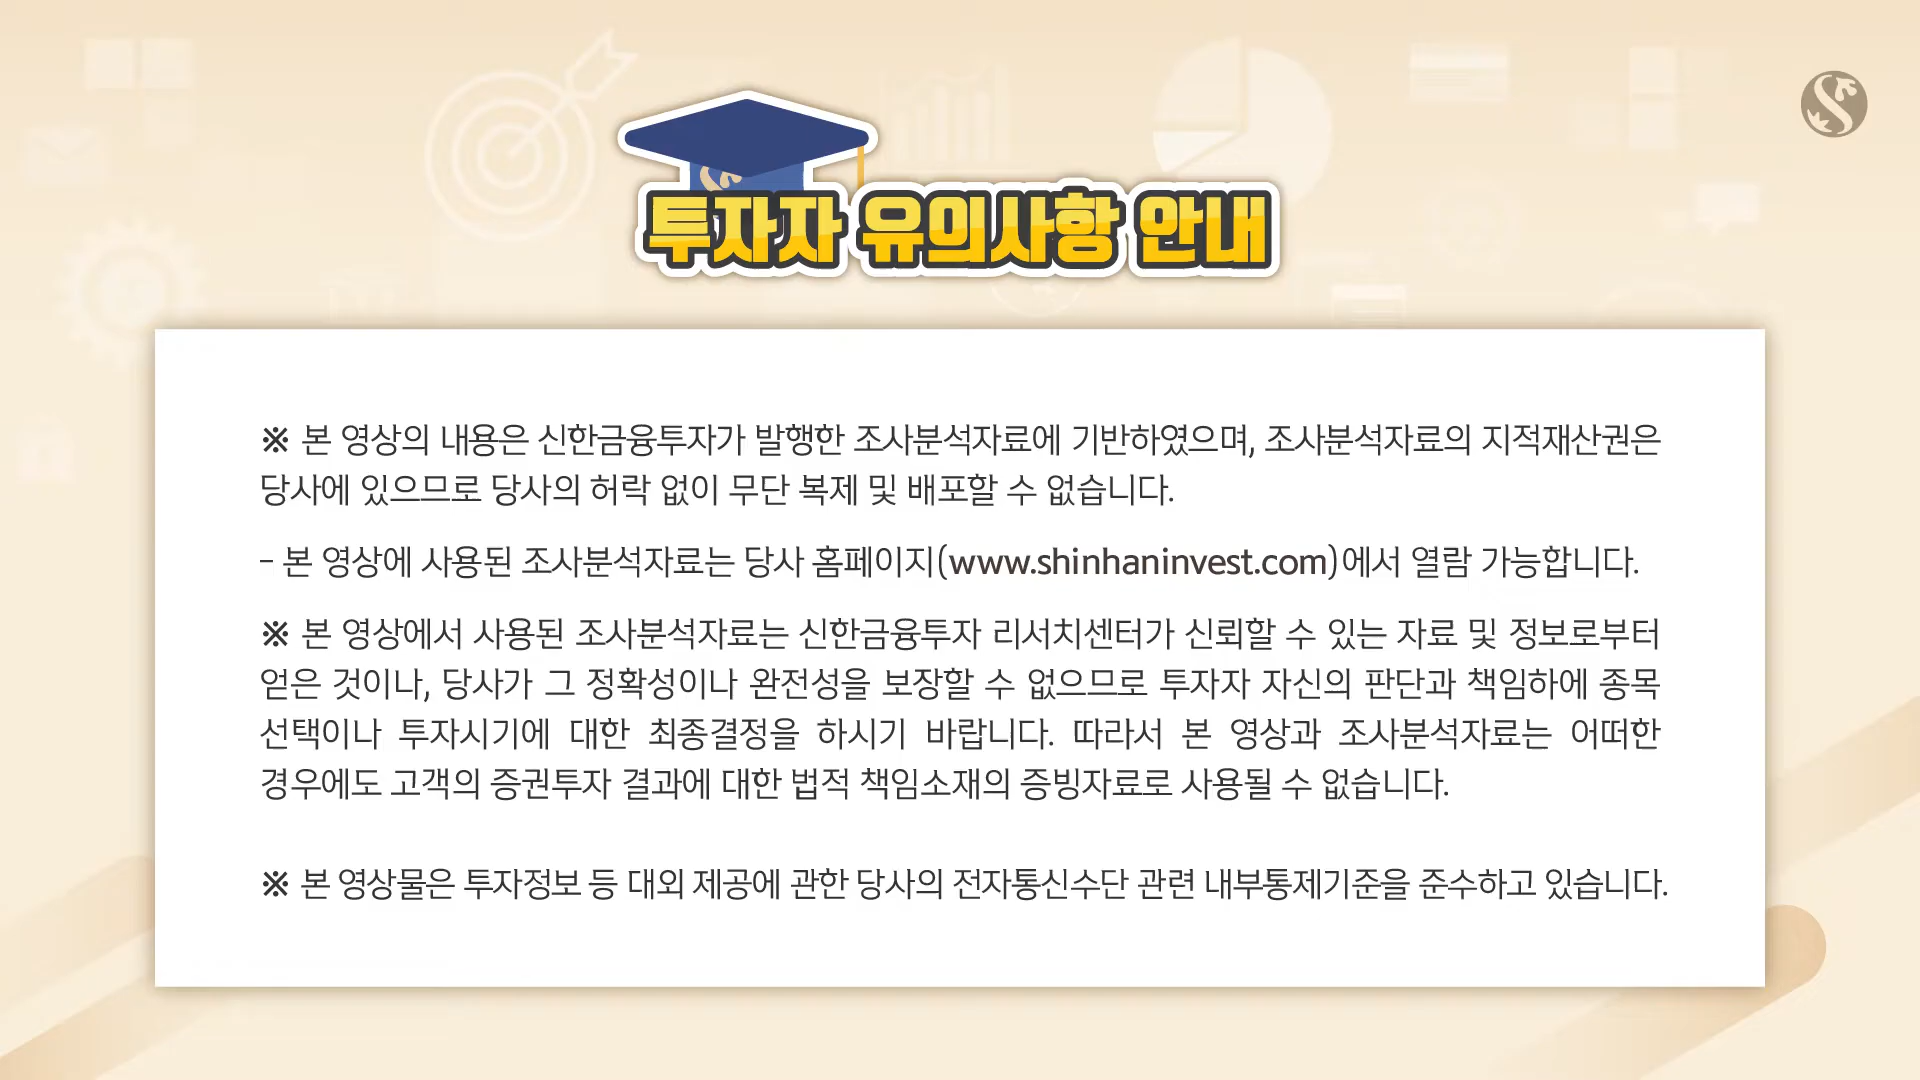 투자자 유의사항 안내
※ 본 영상의 내용은 신한금융투자가 발행한 조사분석자료에 기반하였으며, 조사분석자료의 지적재산권은
당사에 있으므로 당사의 허락 없이 무단 복제 및 배포할 수 없습니다.
- 본 영상에 사용된 조사분석자료는 당사 홈페이지(www.shinhaninvest.com)에서 열람 가능합니다.
※ 본 영상에서 사용된 조사분석자료는 신한금융투자 리서치센터가 신뢰할 수 있는 자료 및 정보로부터
얻은 것이나, 당사가 그 정확성이나 완전성을 보장할 수 없으므로 투자자 자신의 판단과 책임하에 종목
선택이나 투자시기에 대한 최종결정을 하시기 바랍니다. 따라서 본 영상과 조사분석자료는 어떠한
경우에도 고객의 증권투자 결과에 대한 법적 책임소재의 증빙자료로 사용될 수 없습니다.
※ 본 영상물은 투자정보 등 대외 제공에 관한 당사의 전자통신수단 관련 내부통제기준을 준수하고 있습니다.